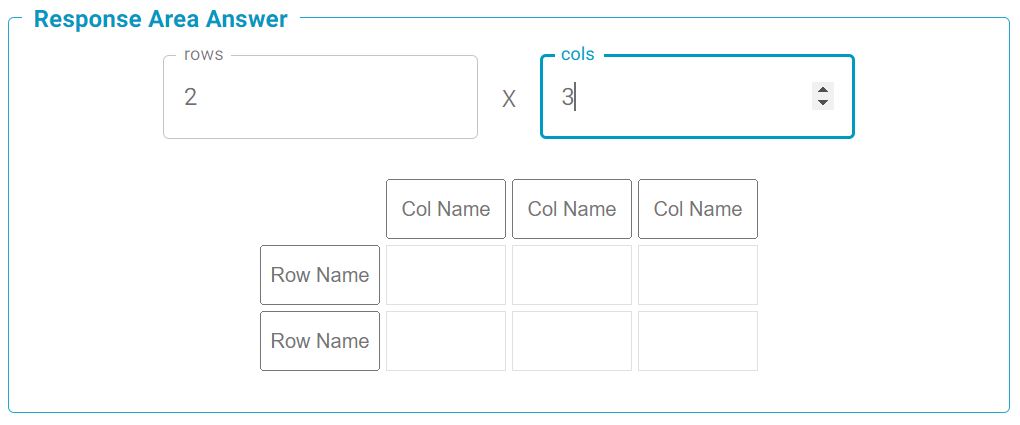 Response Area Answer
rows
cols
2 X 3
Col Name Col Name Col Name
Row Name
Row Name